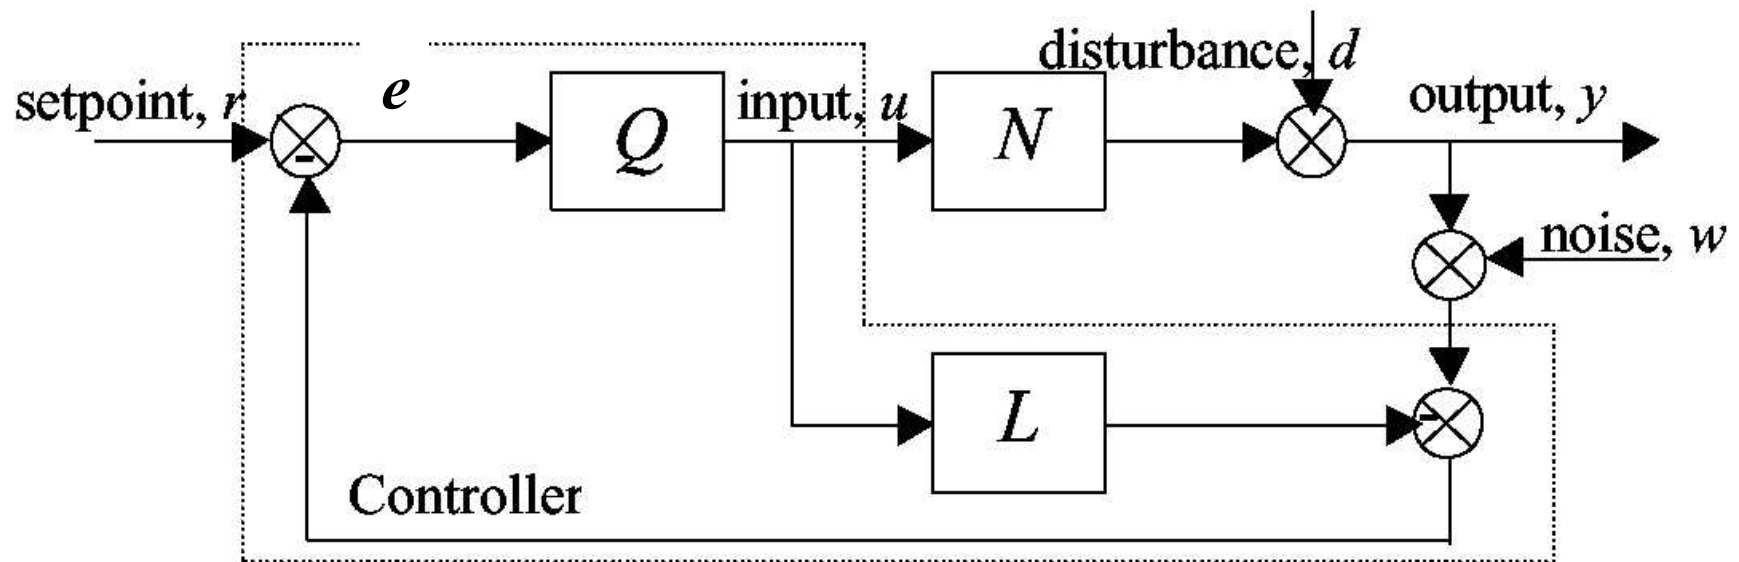 disturbance, d
setpoint, r
e
Q
input, u
N
output, y
-
noise, w
L
-
Controller